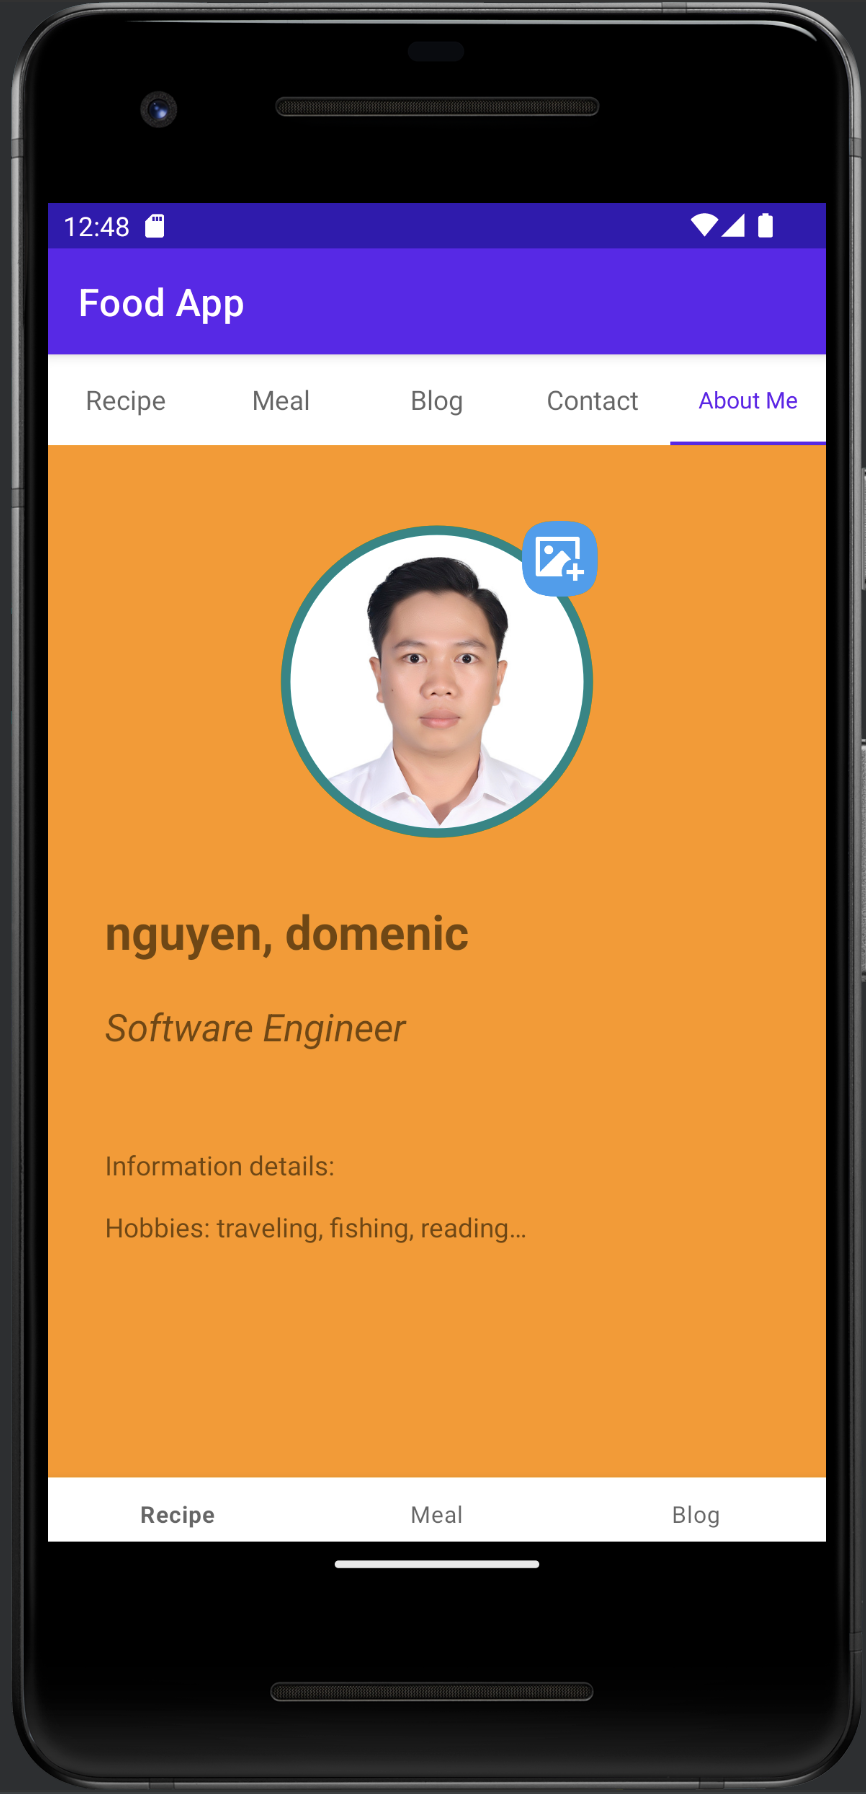 12:48
Food App
Recipe Meal Blog Contact About Me
nguyen, domenic
Software Engineer
Information details:
Hobbies: traveling, fishing, reading...
Recipe Meal Blog